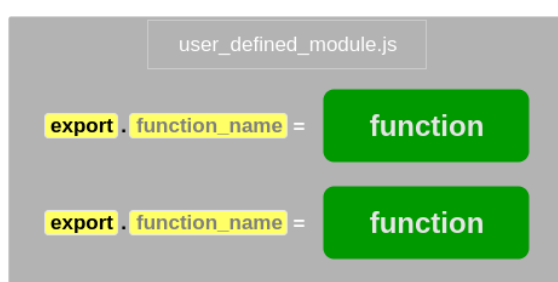 user_defined_module.js
export.function_name = function
export.function_name = function